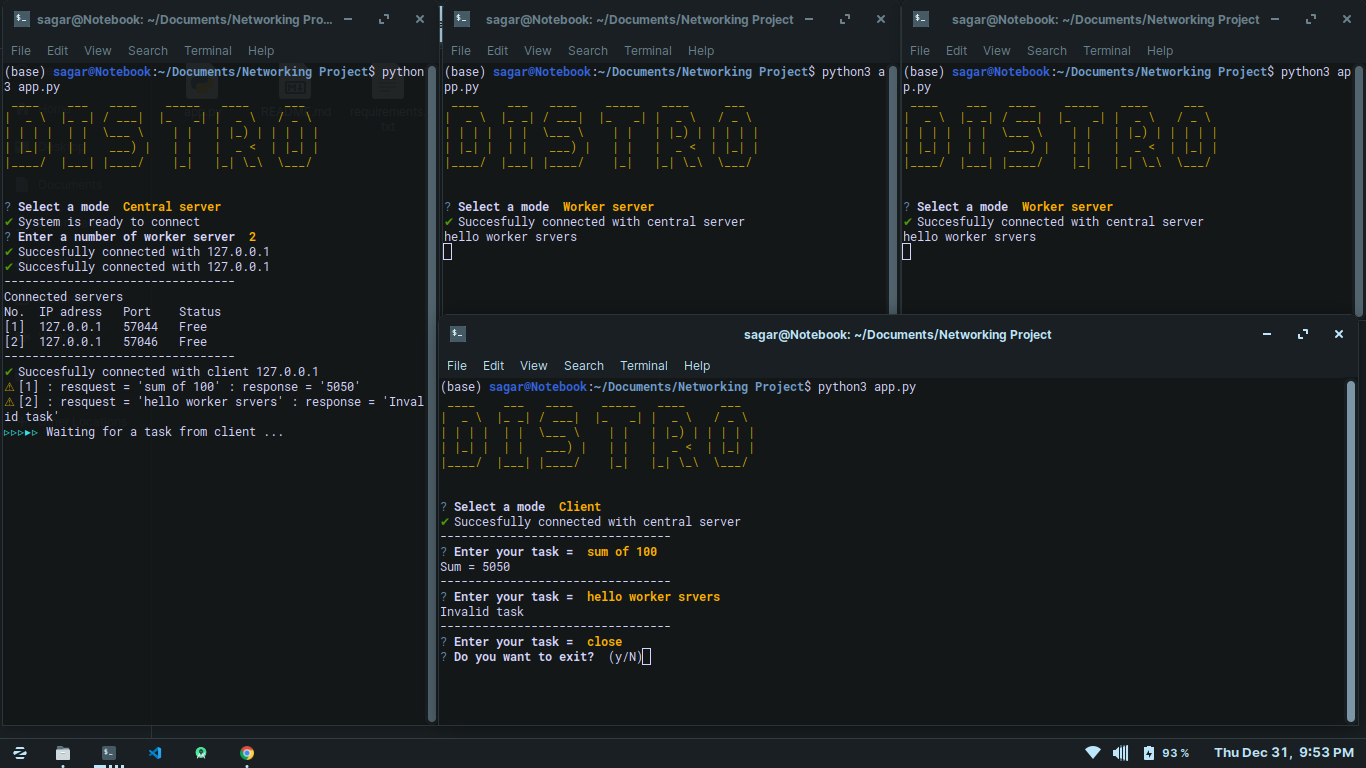 sagar@Notebook: ~/Documents/Networking Pro...
File Edit View Search Terminal Help
(base) sagar@Notebook:~/Documents/Networking Project$ python
3 app.py
DISTRO
? Select a mode  Central server
✔ System is ready to connect
? Enter a number of worker server  2
✔ Succesfully connected with 127.0.0.1
✔ Succesfully connected with 127.0.0.1
---------------------------------
Connected servers
No.  IP adress   Port    Status
[1]  127.0.0.1   57044   Free
[2]  127.0.0.1   57046   Free
---------------------------------
✔ Succesfully connected with client 127.0.0.1
⚠ [1] : resquest = 'sum of 100' : response = '5050'
⚠ [2] : resquest = 'hello worker srvers' : response = 'Inval
id task'
▹▹▹▸▹ Waiting for a task from client ...
sagar@Notebook: ~/Documents/Networking Project
File Edit View Search Terminal Help
(base) sagar@Notebook:~/Documents/Networking Project$ python3 a
pp.py
DISTRO
? Select a mode  Worker server
✔ Succesfully connected with central server
hello worker srvers
sagar@Notebook: ~/Documents/Networking Project
File Edit View Search Terminal Help
(base) sagar@Notebook:~/Documents/Networking Project$ python3 ap
p.py
DISTRO
? Select a mode  Worker server
✔ Succesfully connected with central server
hello worker srvers
sagar@Notebook: ~/Documents/Networking Project
File Edit View Search Terminal Help
(base) sagar@Notebook:~/Documents/Networking Project$ python3 app.py
DISTRO
? Select a mode  Client
✔ Succesfully connected with central server
---------------------------------
? Enter your task =  sum of 100
Sum = 5050
---------------------------------
? Enter your task =  hello worker srvers
Invalid task
---------------------------------
? Enter your task =  close
? Do you want to exit?  (y/N)
93 %
Thu Dec 31, 9:53 PM